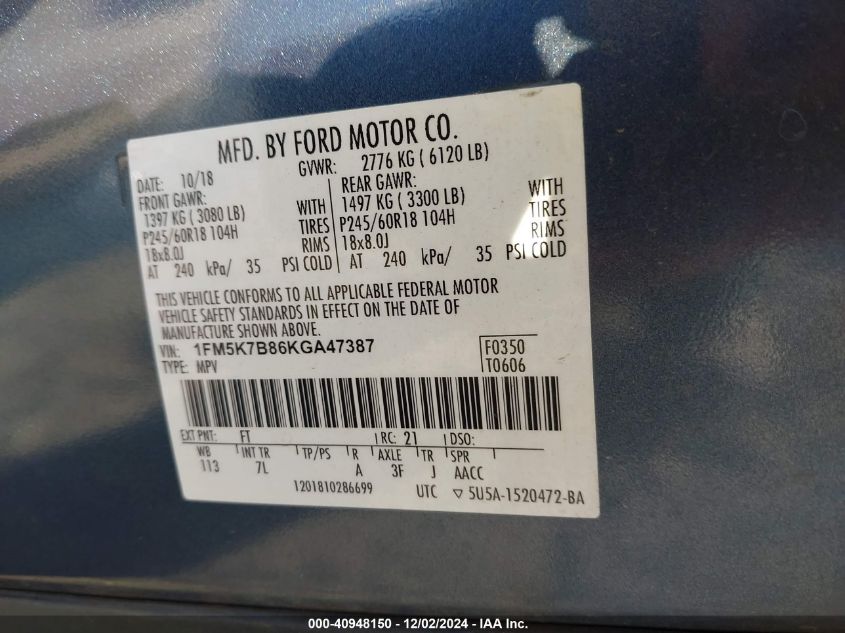 MFD. BY FORD MOTOR CO.
DATE: 10/18 GVWR: 2776 KG ( 6120 LB)
FRONT GAWR: REAR GAWR:
1397 KG ( 3080 LB) WITH 1497 KG ( 3300 LB) WITH
P245/60R18 104H TIRES P245/60R18 104H TIRES
18x8.0J RIMS 18x8.0J RIMS
AT 240 kPa/ 35 PSI COLD AT 240 kPa/ 35 PSI COLD
THIS VEHICLE CONFORMS TO ALL APPLICABLE FEDERAL MOTOR
VEHICLE SAFETY STANDARDS IN EFFECT ON THE DATE OF
MANUFACTURE SHOWN ABOVE.
VIN: 1FM5K7B86KGA47387 F0350
TYPE: MPV T0606
EXT PNT: FT RC: 21 DSO:
WB INT TR TP/PS R AXLE TR SPR
113 7L A 3F J AACC
1201810286699 UTC ▽ 5U5A-1520472-BA
000-40948150 - 12/02/2024 - IAA Inc.